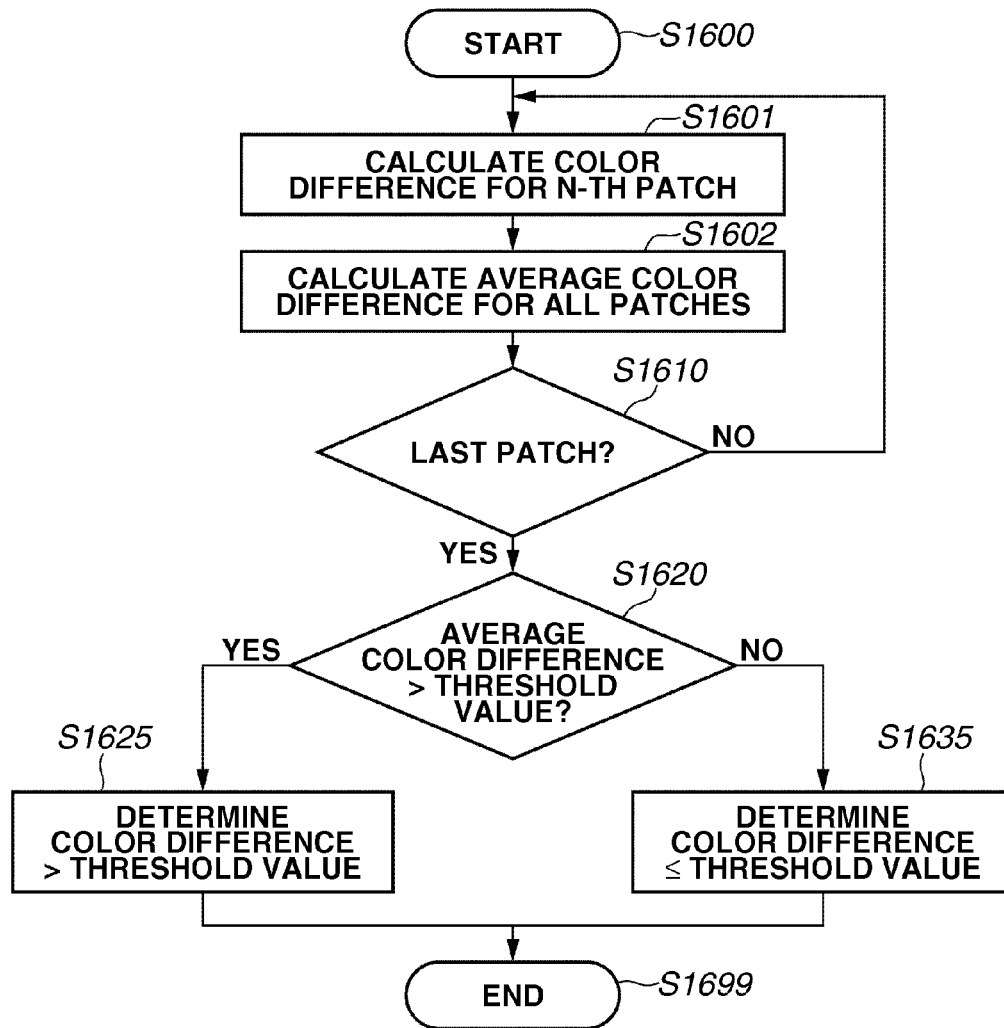 START
S1600
S1601
CALCULATE COLOR
DIFFERENCE FOR N-TH PATCH
S1602
CALCULATE AVERAGE COLOR
DIFFERENCE FOR ALL PATCHES
S1610
LAST PATCH?
NO
YES
S1620
AVERAGE
COLOR DIFFERENCE
> THRESHOLD
VALUE?
YES
NO
S1625
DETERMINE
COLOR DIFFERENCE
> THRESHOLD VALUE
S1635
DETERMINE
COLOR DIFFERENCE
≤ THRESHOLD VALUE
END
S1699